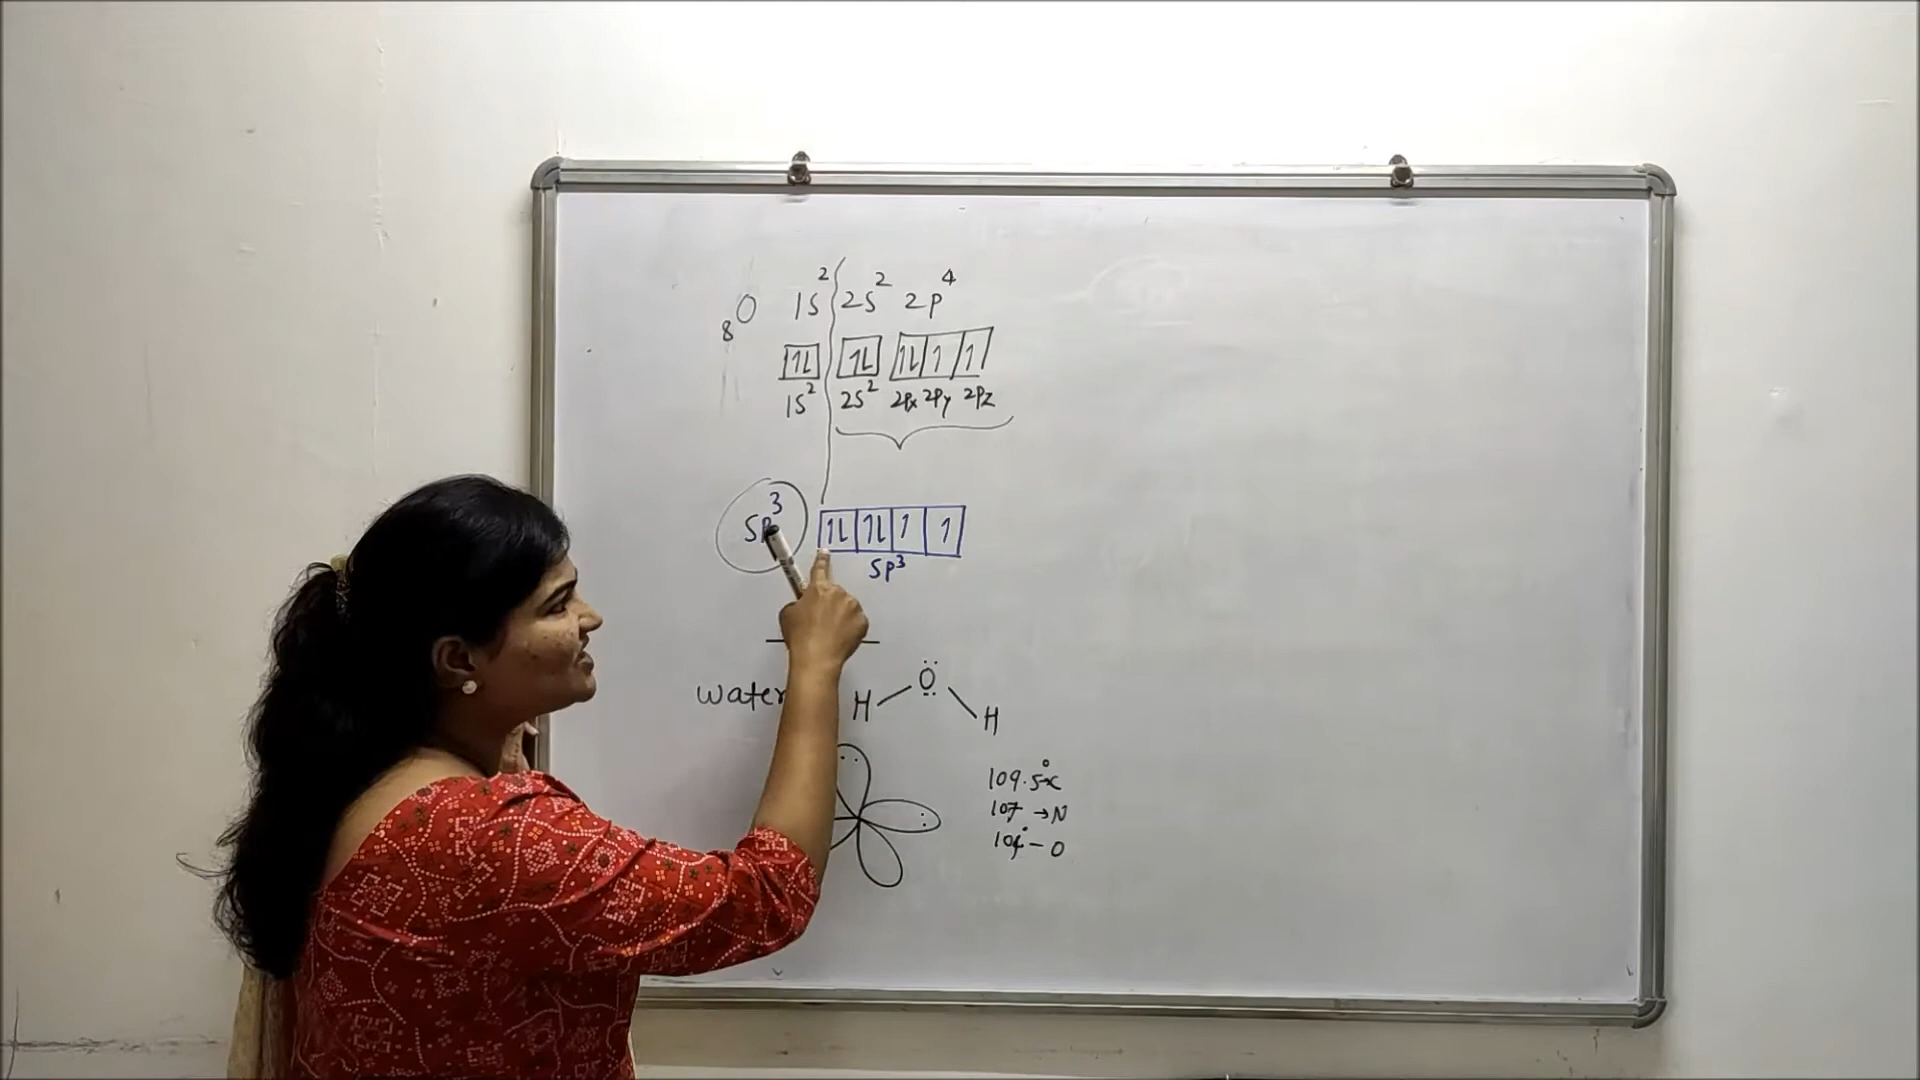 ₈O 1s² 2s² 2p⁴
1L 1L 1L 1 1
1s² 2s² 2px 2py 2pz
sp³ 1L 1L 1 1
sp³
water H Ö H
109.5°
107 → N
104° - O